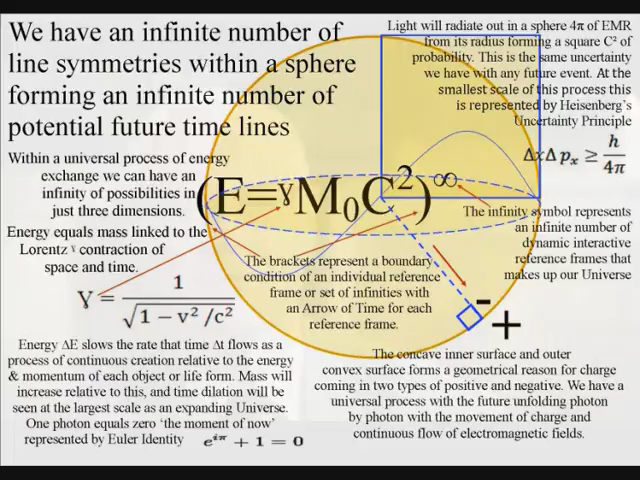 We have an infinite number of
line symmetries within a sphere
forming an infinite number of
potential future time lines
Light will radiate out in a sphere 4π of EMR
from its radius forming a square C² of
probability. This is the same uncertainty
we have with any future event. At the
smallest scale of this process this
is represented by Heisenberg's
Uncertainty Principle
Δx Δ pₓ ≥ h/4π
Within a universal process of energy
exchange we can have an
infinity of possibilities in
just three dimensions.
(E=ɣM₀C²)∞
Energy equals mass linked to the
Lorentz ɣ contraction of
space and time.
ɣ = 1/√(1 − v²/c²)
The infinity symbol represents
an infinite number of
dynamic interactive
reference frames that
makes up our Universe
The brackets represent a boundary
condition of an individual reference
frame or set of infinities with
an Arrow of Time for each
reference frame.
- +
Energy ΔE slows the rate that time Δt flows as a
process of continuous creation relative to the energy
& momentum of each object or life form. Mass will
increase relative to this, and time dilation will be
seen at the largest scale as an expanding Universe.
One photon equals zero 'the moment of now'
represented by Euler Identity e^{iπ} + 1 = 0
The concave inner surface and outer
convex surface forms a geometrical reason for charge
coming in two types of positive and negative. We have a
universal process with the future unfolding photon
by photon with the movement of charge and
continuous flow of electromagnetic fields.